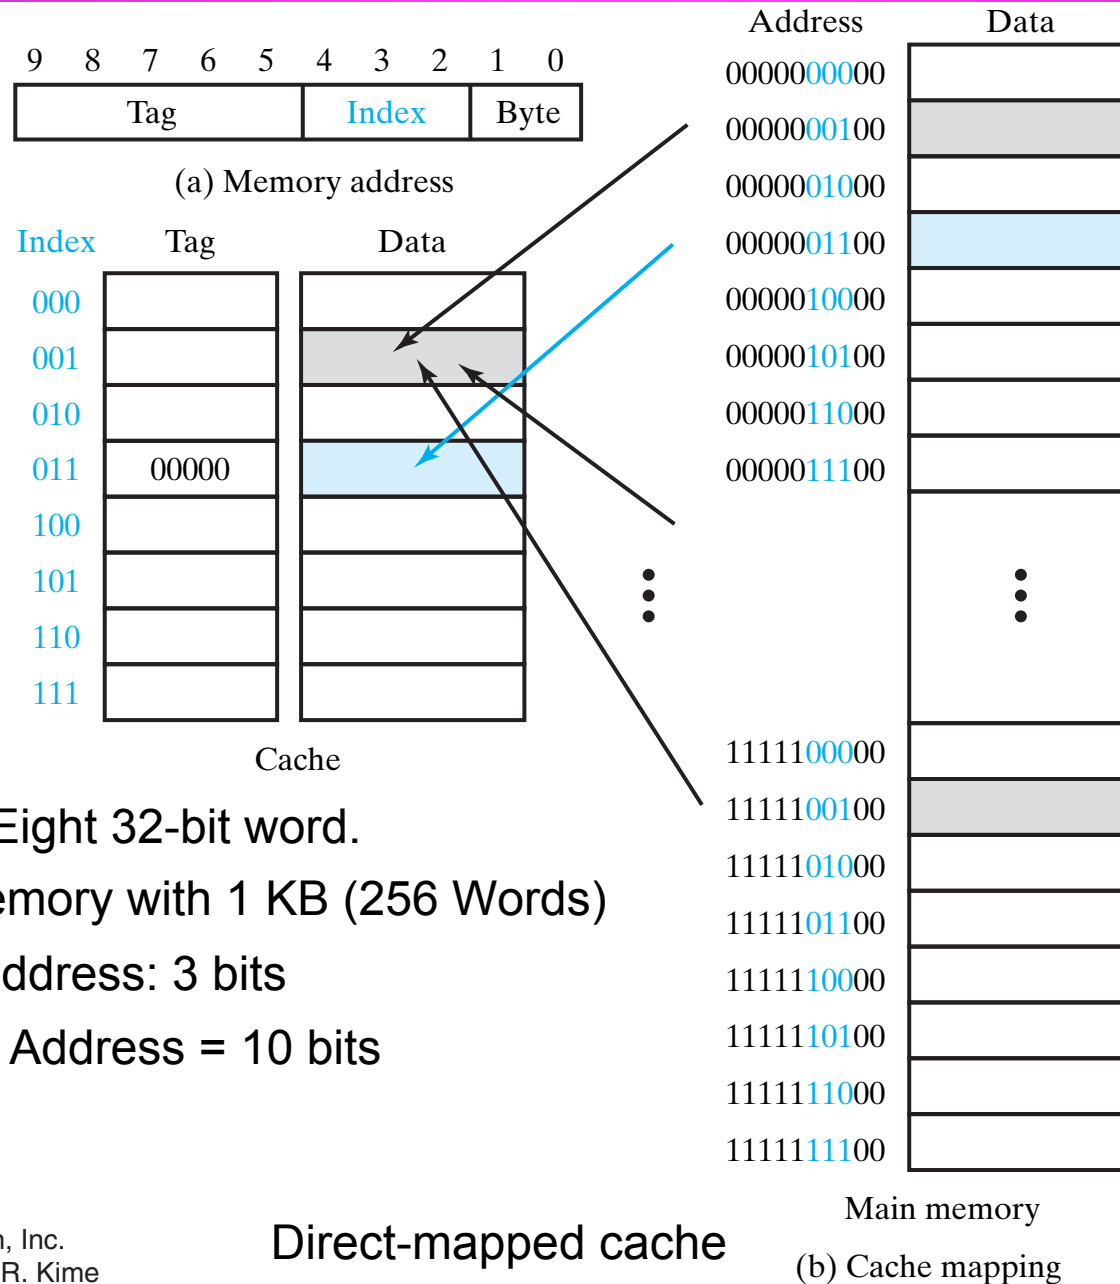 9 8 7 6 5 4 3 2 1 0
Tag Index Byte
(a) Memory address
Index Tag Data
000
001
010
011 00000
100
101
110
111
Cache
Eight 32-bit word.
emory with 1 KB (256 Words)
ddress: 3 bits
Address = 10 bits
Address Data
0000000000
0000000100
0000001000
0000001100
0000010000
0000010100
0000011000
0000011100
1111100000
1111100100
1111101000
1111101100
1111110000
1111110100
1111111000
1111111100
Main memory
(b) Cache mapping
Direct-mapped cache
n, Inc.
R. Kime